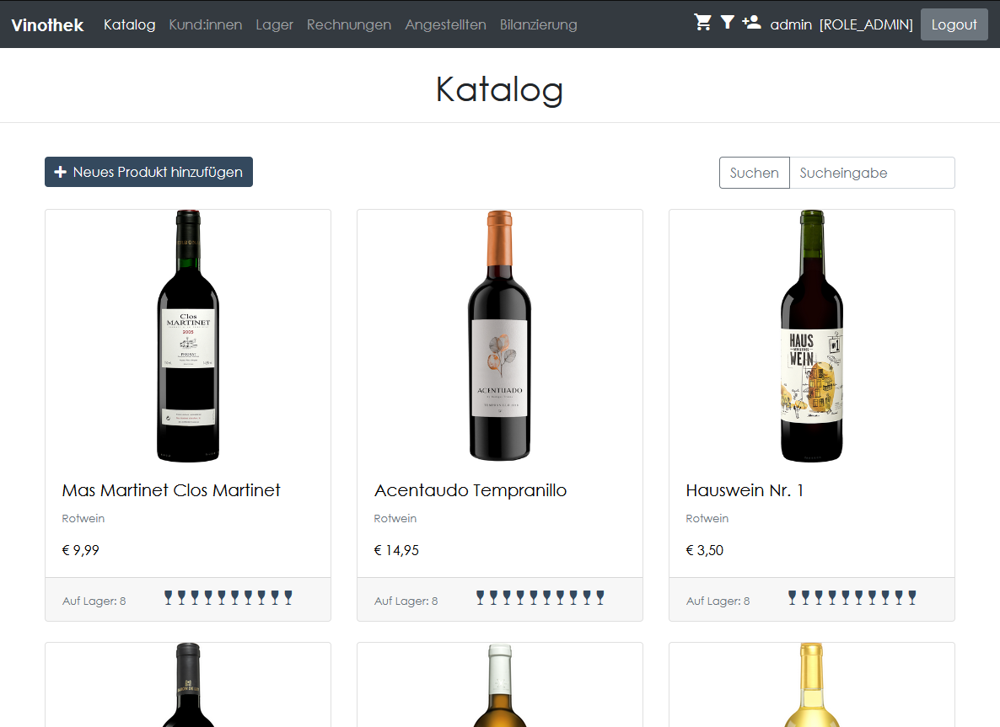 Vinothek Katalog Kund:innen Lager Rechnungen Angestellten Bilanzierung admin [ROLE_ADMIN] Logout
Katalog
Neues Produkt hinzufügen
Suchen Sucheingabe
Clos
MARTINET
2005
ACENTUADO
HAUS
WEIN
#1
Mas Martinet Clos Martinet
Rotwein
€ 9,99
Auf Lager: 8
Acentaudo Tempranillo
Rotwein
€ 14,95
Auf Lager: 8
Hauswein Nr. 1
Rotwein
€ 3,50
Auf Lager: 8